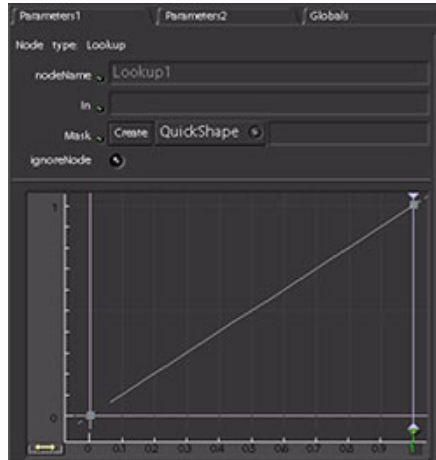 Parameters1 Parameters2 Globals
Node type: Lookup
nodeName Lookup1
In
Mask Create QuickShape
ignoreNode
1
0
0 0.1 0.2 0.3 0.4 0.5 0.6 0.7 0.8 0.9 1